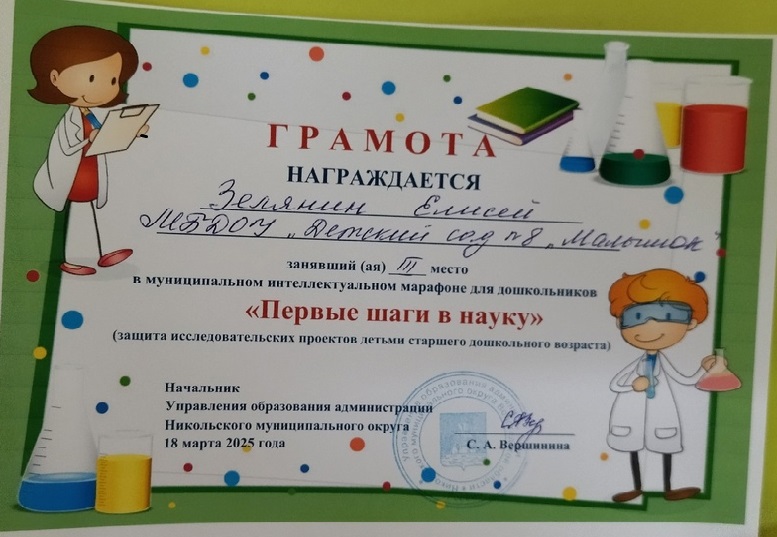 ГРАМОТА
НАГРАЖДАЕТСЯ
Зелянин Елисей
МБДОУ „Детский сад №8 „Малышок"
занявший (ая) III место
в муниципальном интеллектуальном марафоне для дошкольников
«Первые шаги в науку»
(защита исследовательских проектов детьми старшего дошкольного возраста)
Начальник
Управления образования администрации
Никольского муниципального округа
18 марта 2025 года
С. А. Вершинина